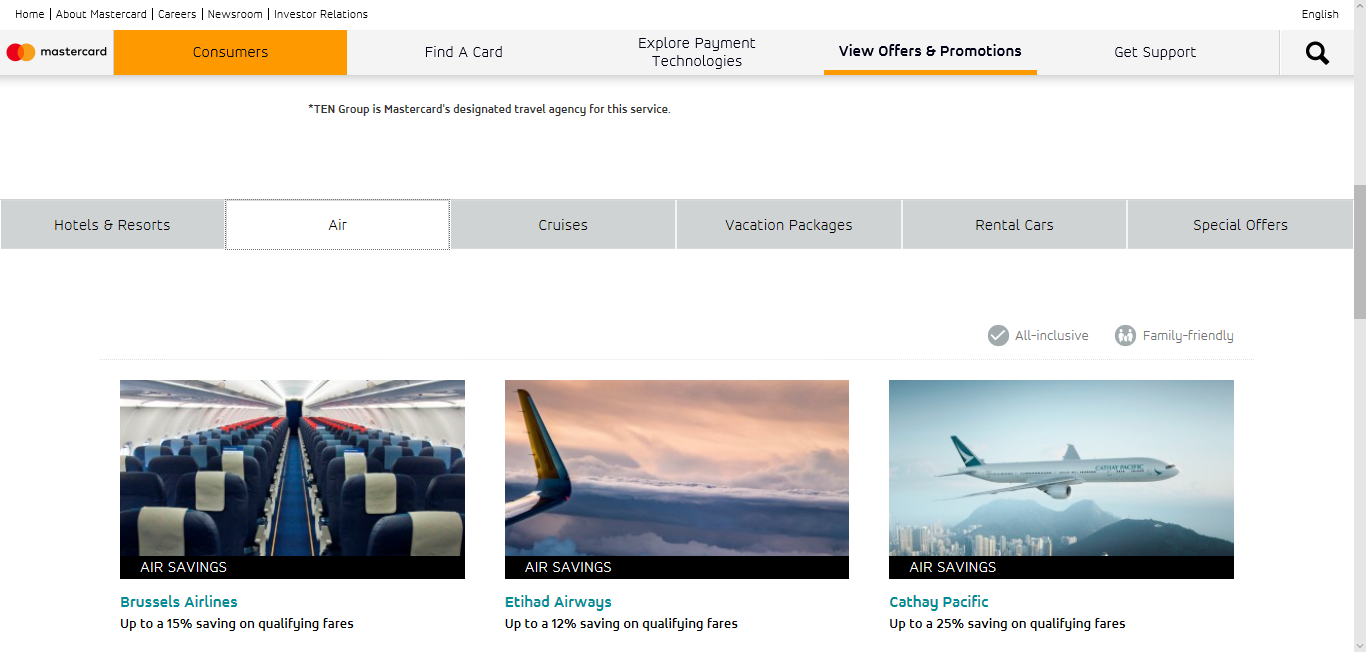 Home | About Mastercard | Careers | Newsroom | Investor Relations
English
mastercard
Consumers
Find A Card
Explore Payment
Technologies
View Offers & Promotions
Get Support
*TEN Group is Mastercard's designated travel agency for this service.
Hotels & Resorts
Air
Cruises
Vacation Packages
Rental Cars
Special Offers
All-inclusive
Family-friendly
CATHAY PACIFIC
AIR SAVINGS
AIR SAVINGS
AIR SAVINGS
Brussels Airlines
Up to a 15% saving on qualifying fares
Etihad Airways
Up to a 12% saving on qualifying fares
Cathay Pacific
Up to a 25% saving on qualifying fares